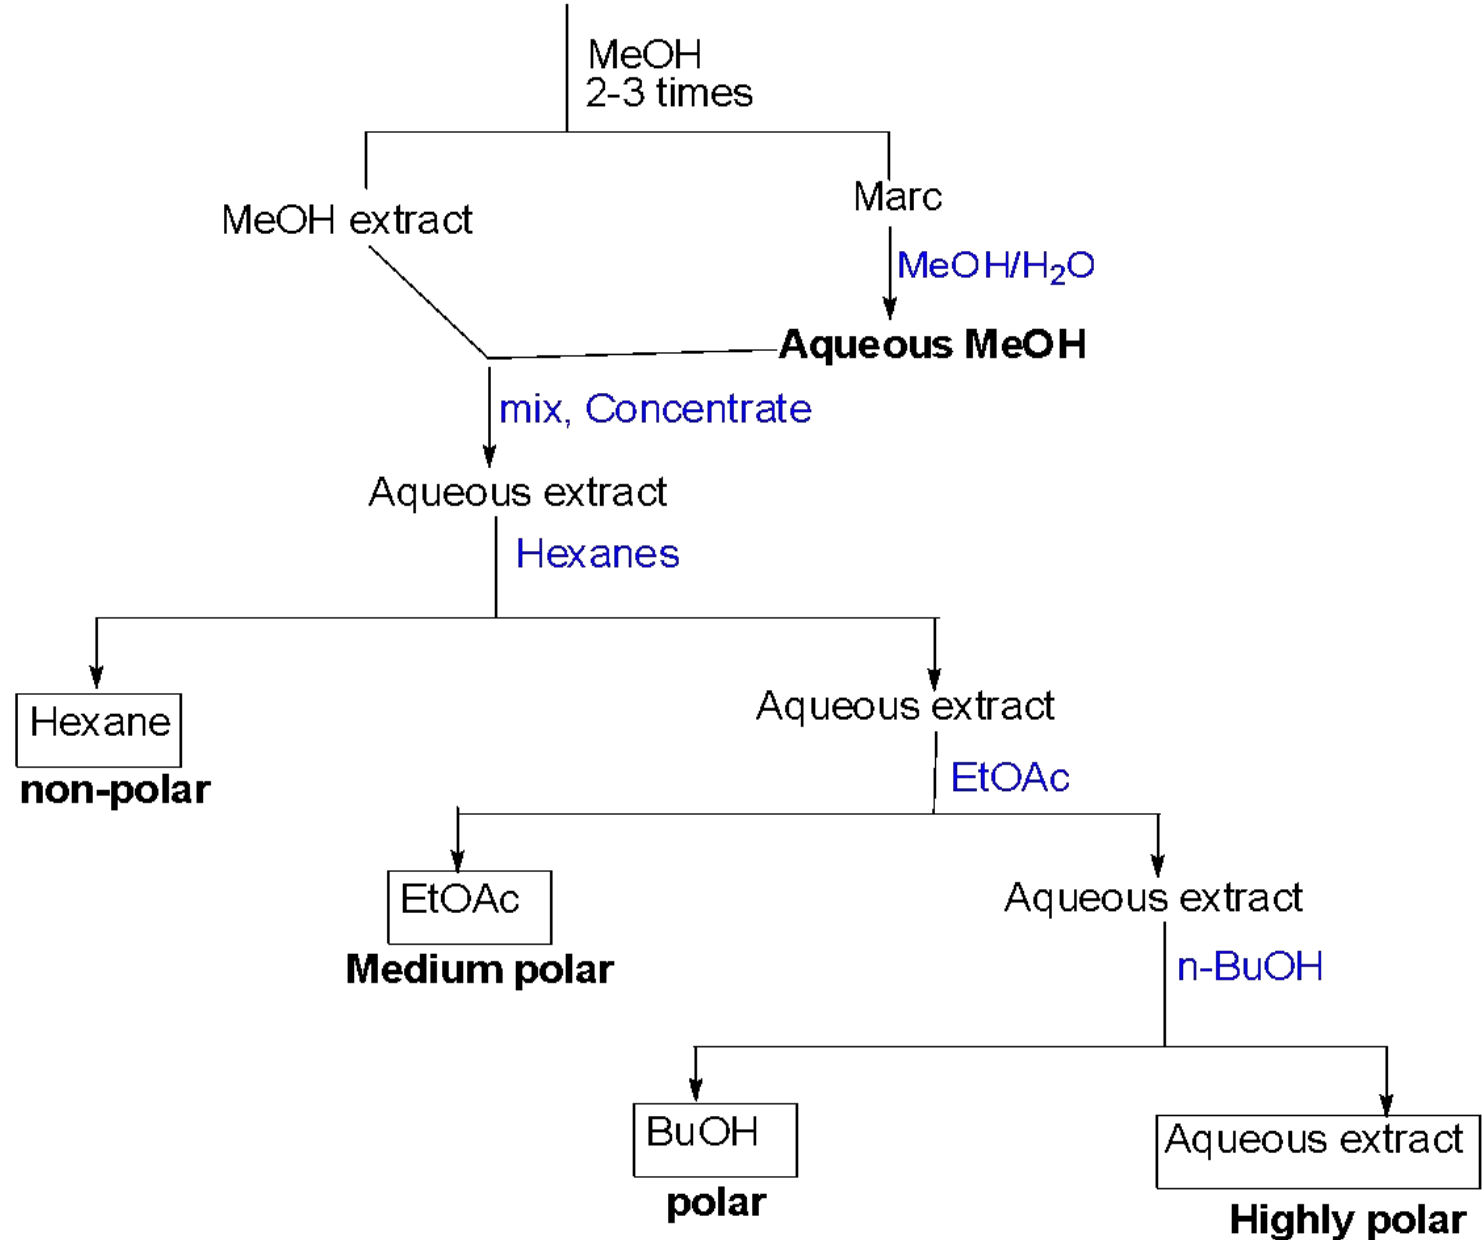 MeOH
2-3 times
MeOH extract
Marc
MeOH/H₂O
Aqueous MeOH
mix, Concentrate
Aqueous extract
Hexanes
Hexane
non-polar
Aqueous extract
EtOAc
EtOAc
Medium polar
Aqueous extract
n-BuOH
BuOH
polar
Aqueous extract
Highly polar